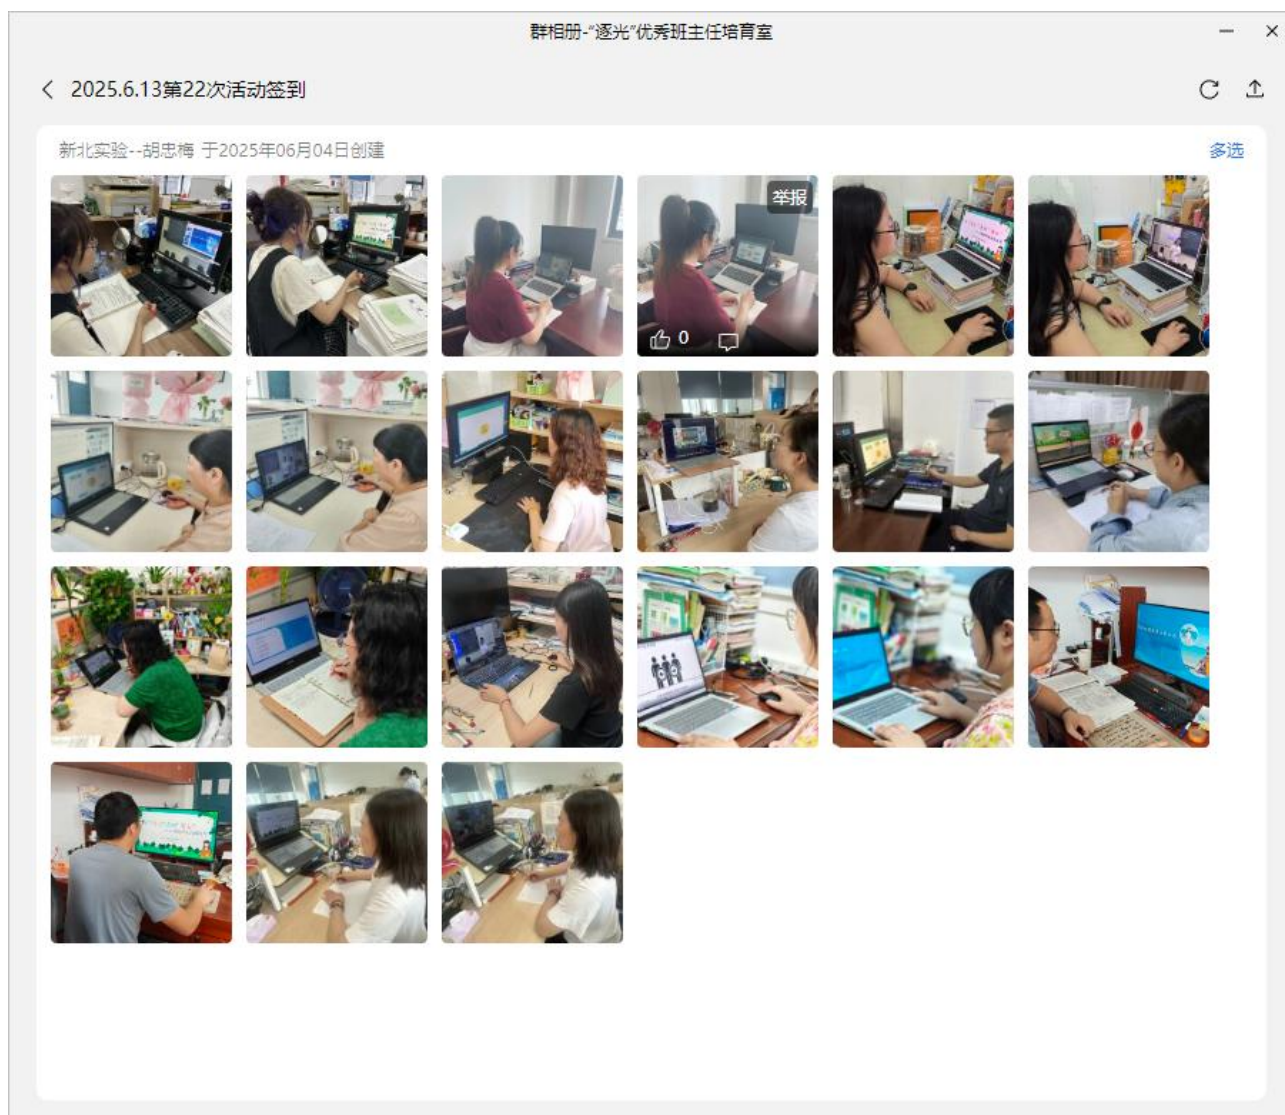 群相册-“逐光”优秀班主任培育室
2025.6.13第22次活动签到
新北实验--胡忠梅 于2025年06月04日创建
多选
举报
0